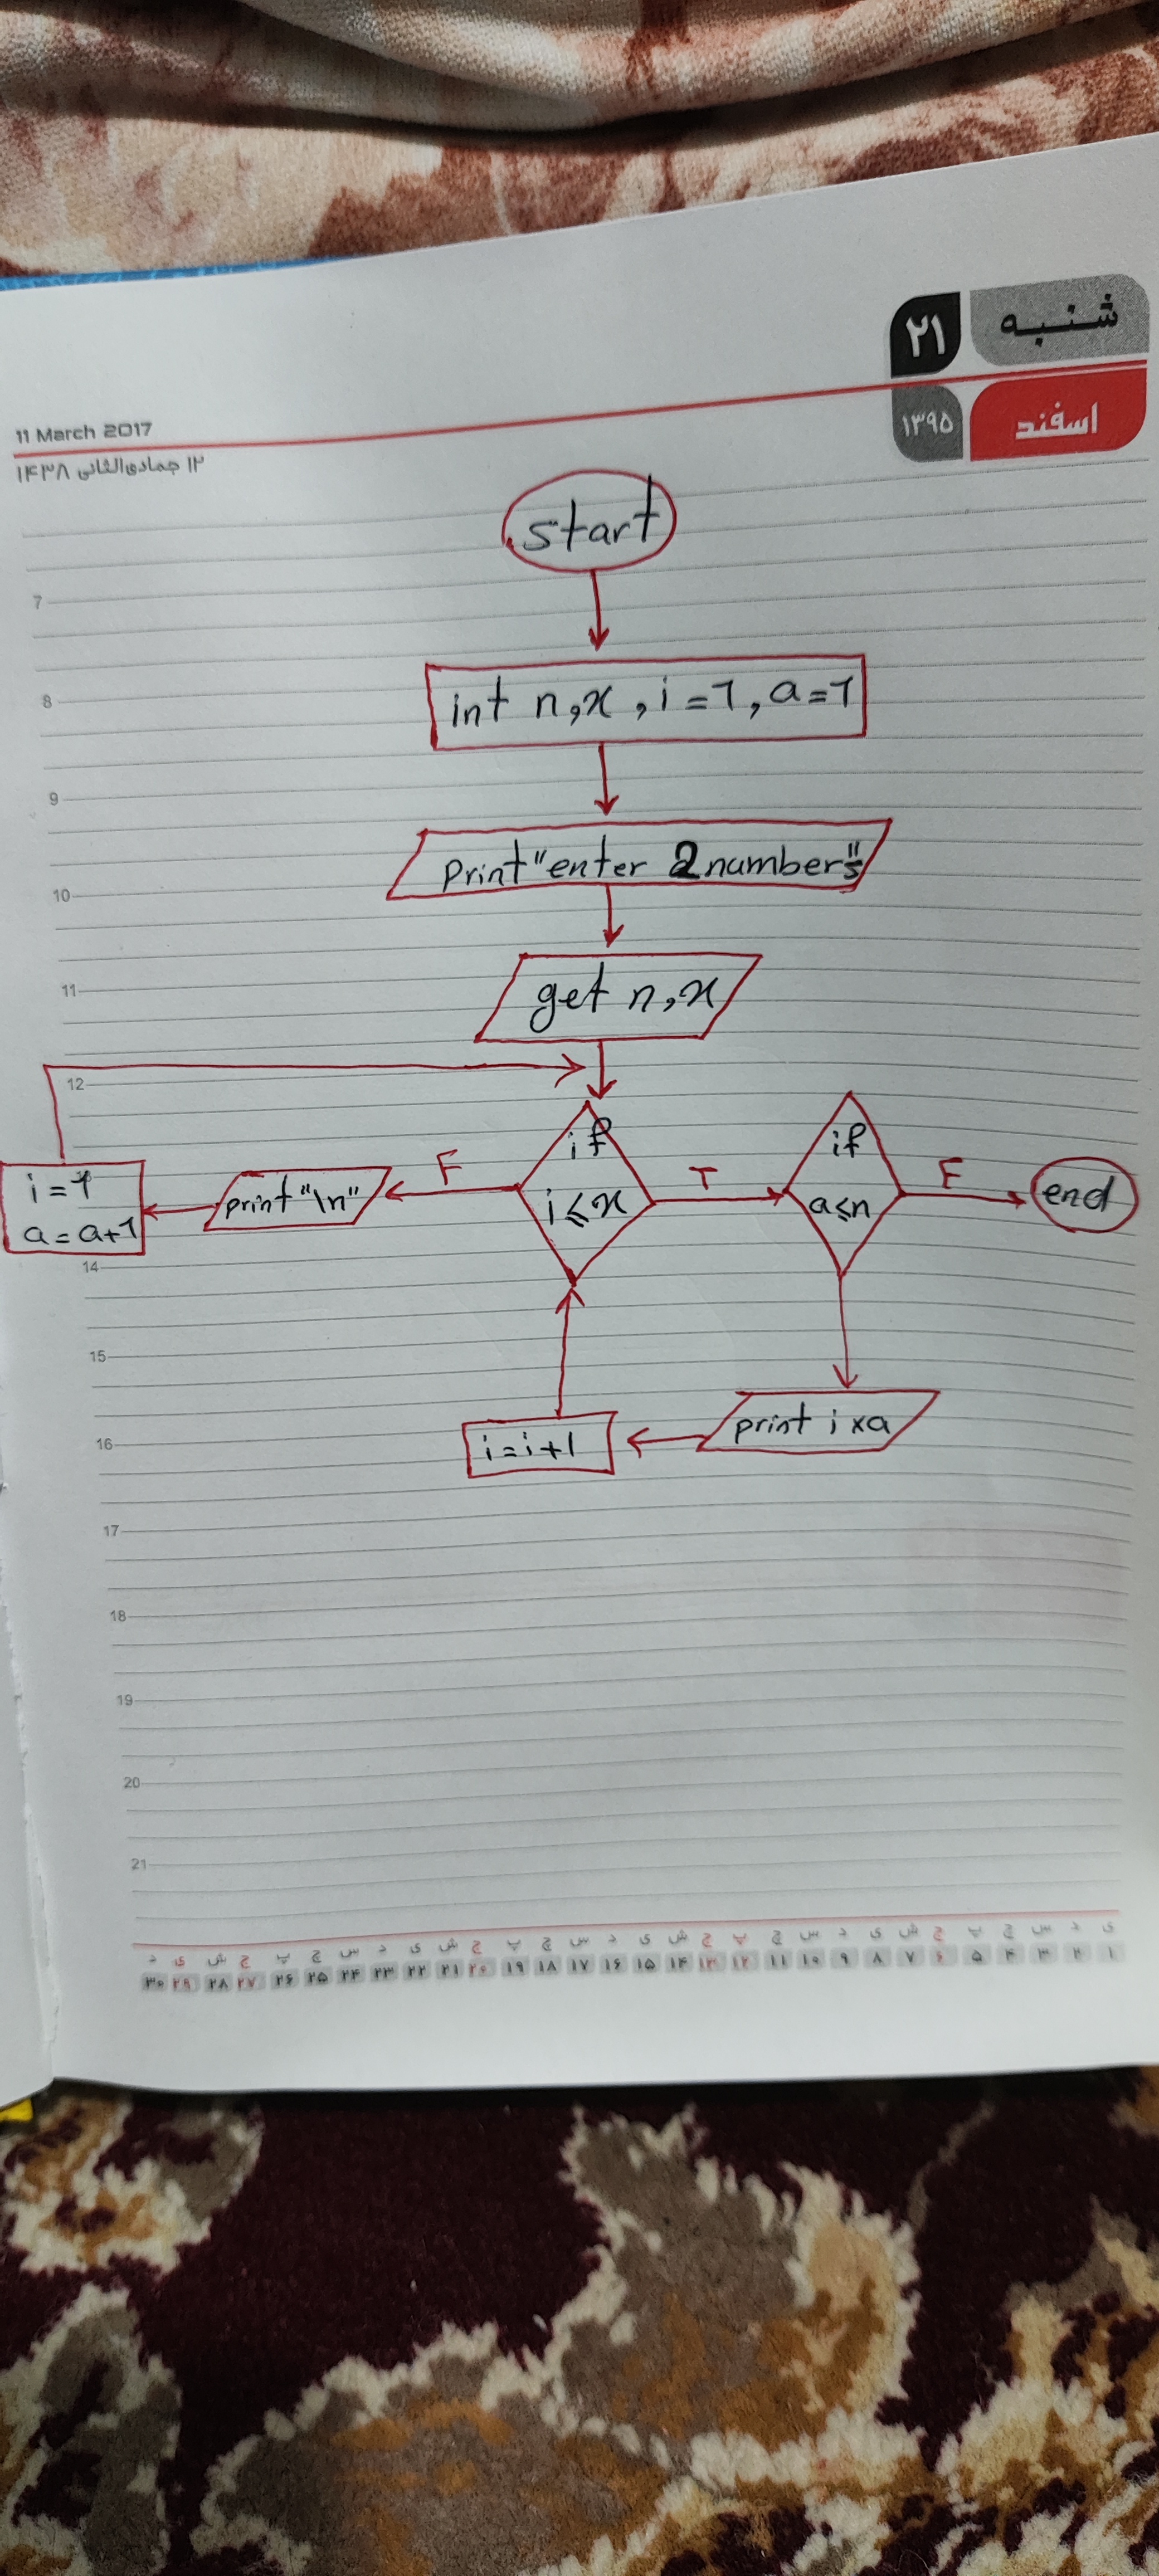 شنبه
۲۱
اسفند
۱۳۹۵
11 March 2017
۱۲ جمادی‌الثانی ۱۴۳۸
start
7
int n,x, i=1, a=1
8
9
print "enter 2 numbers"
10
get n,x
11
12
if
i≤x
F
T
if
a≤n
F
end
print "\n"
i=1
a=a+1
14
15
print i×a
i=i+1
16
17
18
19
20
21
د ی ش ج پ چ س د ی ش ج پ چ س د ی ش ج پ چ س د ی ش ج پ چ س د ی
۳۰ ۲۹ ۲۸ ۲۷ ۲۶ ۲۵ ۲۴ ۲۳ ۲۲ ۲۱ ۲۰ ۱۹ ۱۸ ۱۷ ۱۶ ۱۵ ۱۴ ۱۳ ۱۲ ۱۱ ۱۰ ۹ ۸ ۷ ۶ ۵ ۴ ۳ ۲ ۱